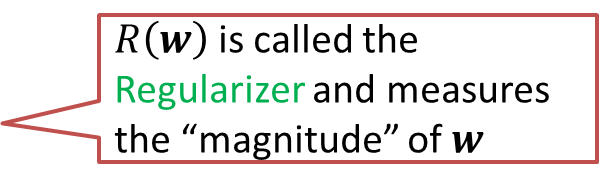 R(w) is called the
Regularizer and measures
the “magnitude” of w